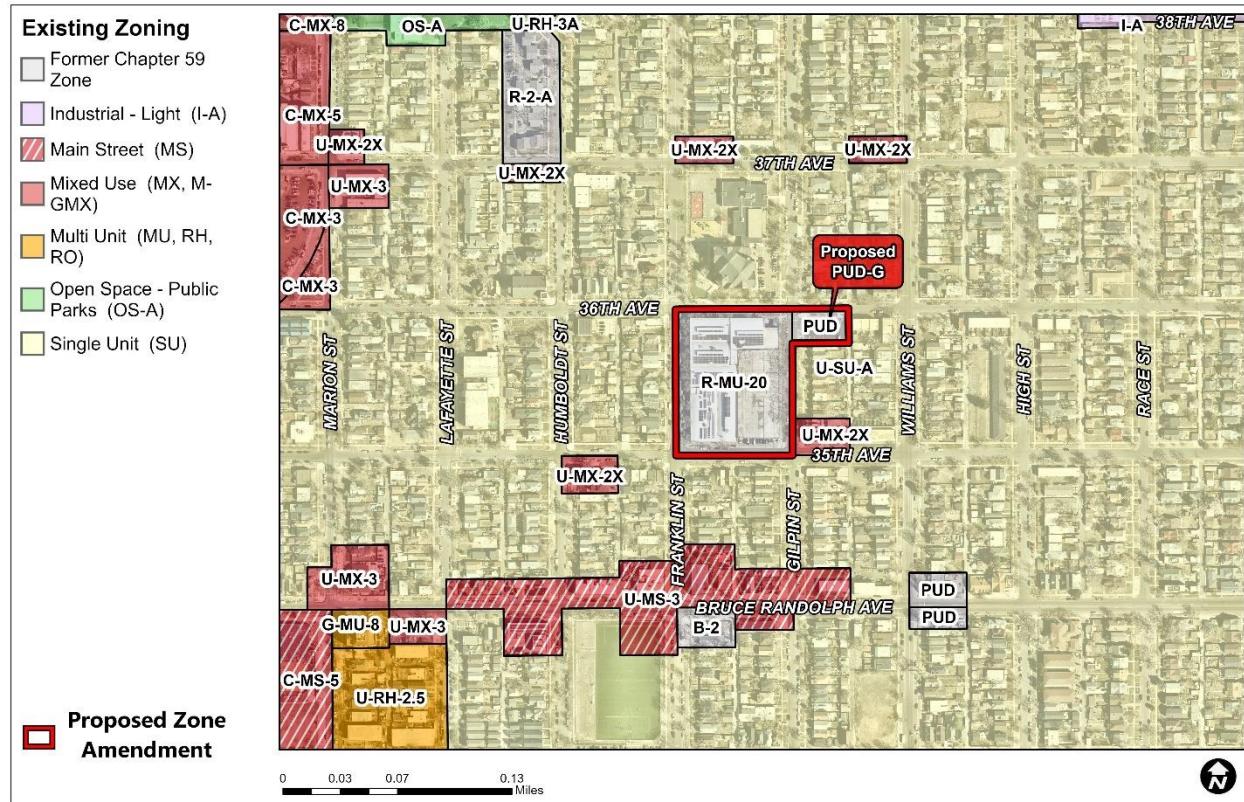 Existing Zoning
Former Chapter 59
Zone
Industrial - Light (I-A)
Main Street (MS)
Mixed Use (MX, M-
GMX)
Multi Unit (MU, RH,
RO)
Open Space - Public
Parks (OS-A)
Single Unit (SU)
Proposed Zone
Amendment
C-MX-8
OS-A
U-RH-3A
I-A
38TH AVE
R-2-A
C-MX-5
U-MX-2X
U-MX-2X
U-MX-2X
37TH AVE
U-MX-3
U-MX-2X
C-MX-3
Proposed
PUD-G
C-MX-3
36TH AVE
PUD
MARION ST
LAFAYETTE ST
HUMBOLDT ST
R-MU-20
U-SU-A
WILLIAMS ST
HIGH ST
RACE ST
U-MX-2X
35TH AVE
U-MX-2X
FRANKLIN ST
GILPIN ST
U-MX-3
U-MS-3
BRUCE RANDOLPH AVE
PUD
PUD
G-MU-8
U-MX-3
B-2
C-MS-5
U-RH-2.5
0 0.03 0.07 0.13
Miles
N